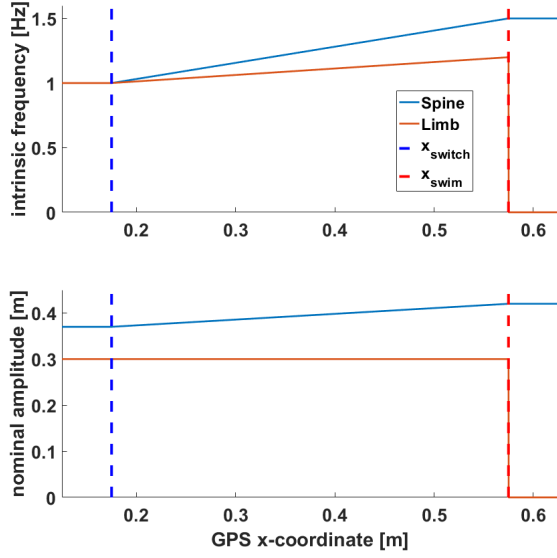 intrinsic frequency [Hz]
1.5
1
0.5
0
Spine
Limb
x_switch
x_swim
0.2
0.3
0.4
0.5
0.6
nominal amplitude [m]
0.4
0.3
0.2
0.1
0
0.2
0.3
0.4
0.5
0.6
GPS x-coordinate [m]